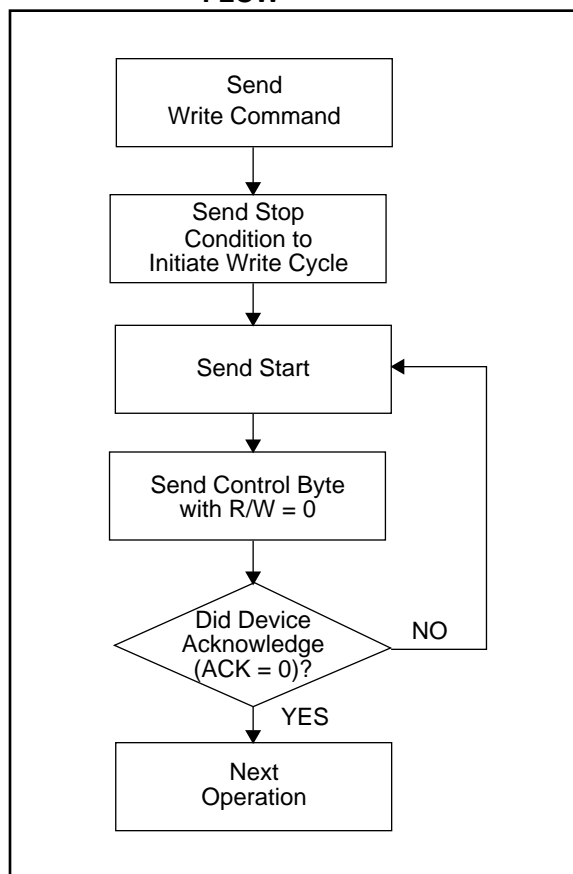 FLOW
Send
Write Command
Send Stop
Condition to
Initiate Write Cycle
Send Start
Send Control Byte
with R/W = 0
Did Device
Acknowledge
(ACK = 0)?
NO
YES
Next
Operation